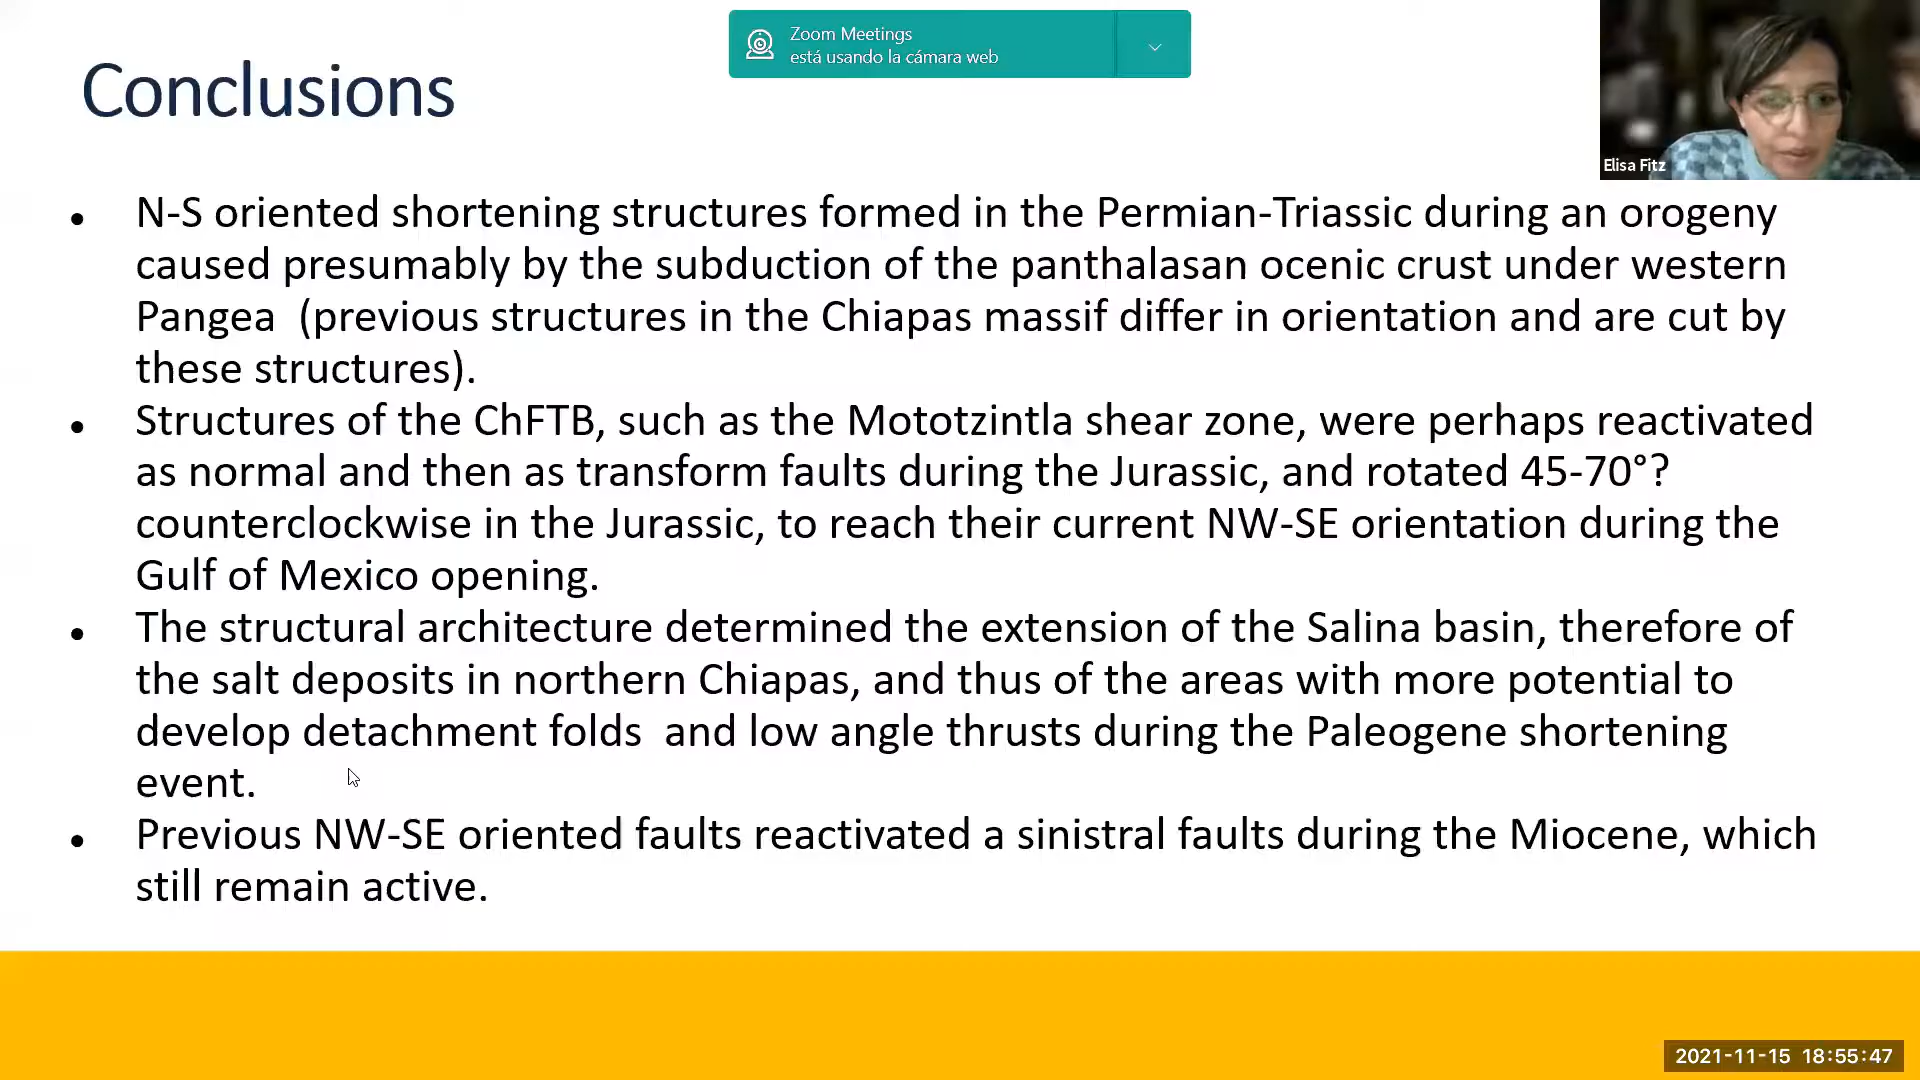 Zoom Meetings
está usando la cámara web
Conclusions
Elisa Fitz
• N-S oriented shortening structures formed in the Permian-Triassic during an orogeny
caused presumably by the subduction of the panthalasan ocenic crust under western
Pangea  (previous structures in the Chiapas massif differ in orientation and are cut by
these structures).
• Structures of the ChFTB, such as the Mototzintla shear zone, were perhaps reactivated
as normal and then as transform faults during the Jurassic, and rotated 45-70°?
counterclockwise in the Jurassic, to reach their current NW-SE orientation during the
Gulf of Mexico opening.
• The structural architecture determined the extension of the Salina basin, therefore of
the salt deposits in northern Chiapas, and thus of the areas with more potential to
develop detachment folds  and low angle thrusts during the Paleogene shortening
event.
• Previous NW-SE oriented faults reactivated a sinistral faults during the Miocene, which
still remain active.
2021-11-15 18:55:47